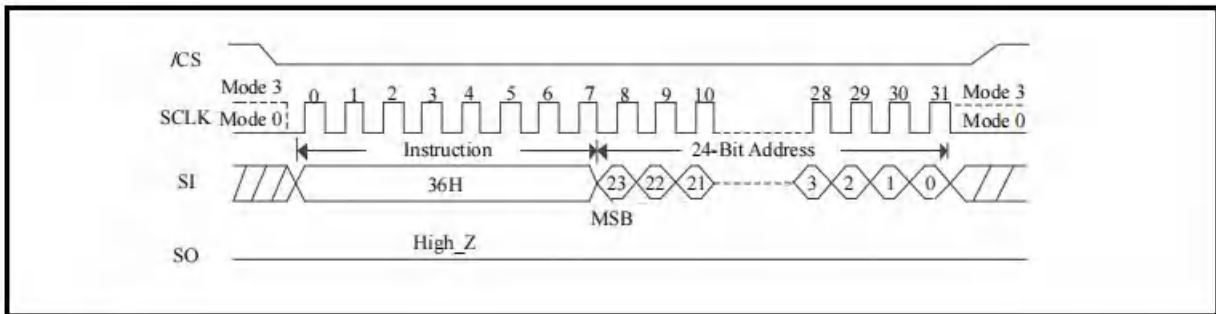 /CS
Mode 3 0 1 2 3 4 5 6 7 8 9 10 28 29 30 31 Mode 3
SCLK Mode 0 Mode 0
Instruction 24-Bit Address
SI 36H 23 22 21 3 2 1 0
MSB
High_Z
SO